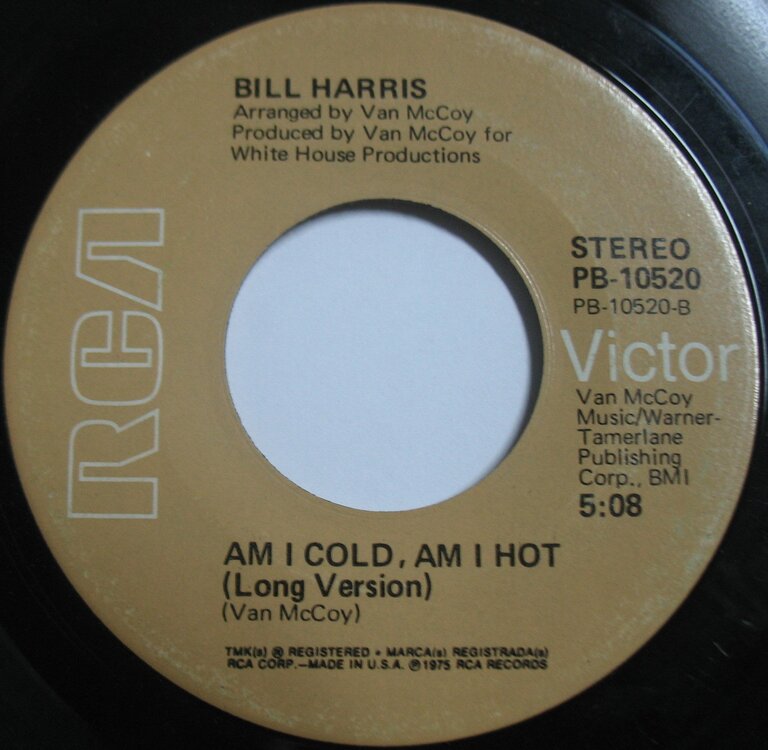 BILL HARRIS
Arranged by Van McCoy
Produced by Van McCoy for
White House Productions
RCA
STEREO
PB-10520
PB-10520-B
Victor
Van McCoy
Music/Warner-
Tamerlane
Publishing
Corp., BMI
5:08
AM I COLD, AM I HOT
(Long Version)
(Van McCoy)
TMK(s) ® REGISTERED • MARCA(s) REGISTRADA(s)
RCA CORP.—MADE IN U.S.A. ℗1975 RCA RECORDS